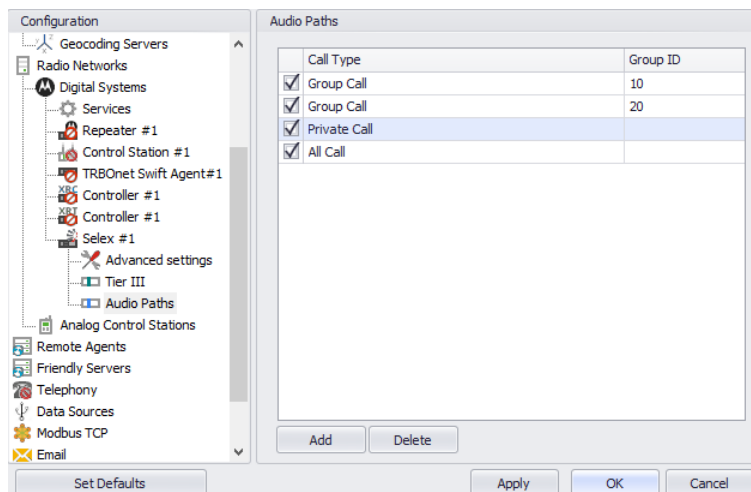 Configuration
Geocoding Servers
Radio Networks
Digital Systems
Services
Repeater #1
Control Station #1
TRBOnet Swift Agent#1
XRC
Controller #1
XRT
Controller #1
Selex #1
Advanced settings
Tier III
Audio Paths
Analog Control Stations
Remote Agents
Friendly Servers
Telephony
Data Sources
Modbus TCP
Email
Set Defaults
Audio Paths
Call Type Group ID
Group Call 10
Group Call 20
Private Call
All Call
Add Delete
Apply OK Cancel